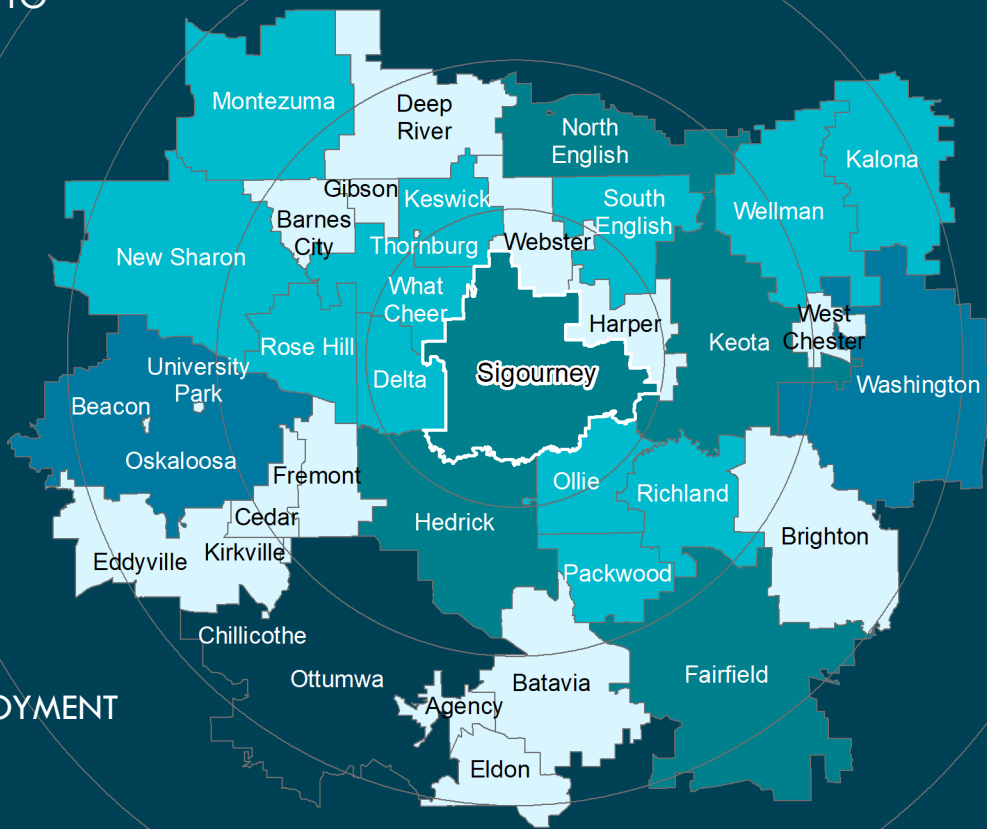 TO
Montezuma
Deep
River
North
English
Kalona
Gibson
Keswick
South
English
Wellman
Barnes
City
New Sharon
Thornburg
Webster
What
Cheer
Harper
West
Chester
Keota
Rose Hill
University
Park
Delta
Sigourney
Washington
Beacon
Oskaloosa
Fremont
Ollie
Richland
Cedar
Hedrick
Brighton
Eddyville
Kirkville
Packwood
Chillicothe
Ottumwa
Batavia
Fairfield
OYMENT
Agency
Eldon